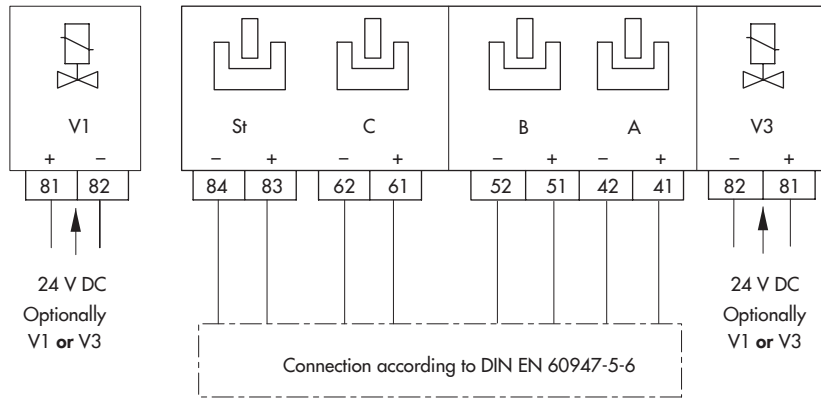 V1 St C B A V3
+ − − + − + − + − + − +
81 82 84 83 62 61 52 51 42 41 82 81
24 V DC
Optionally
V1 or V3
24 V DC
Optionally
V1 or V3
Connection according to DIN EN 60947-5-6